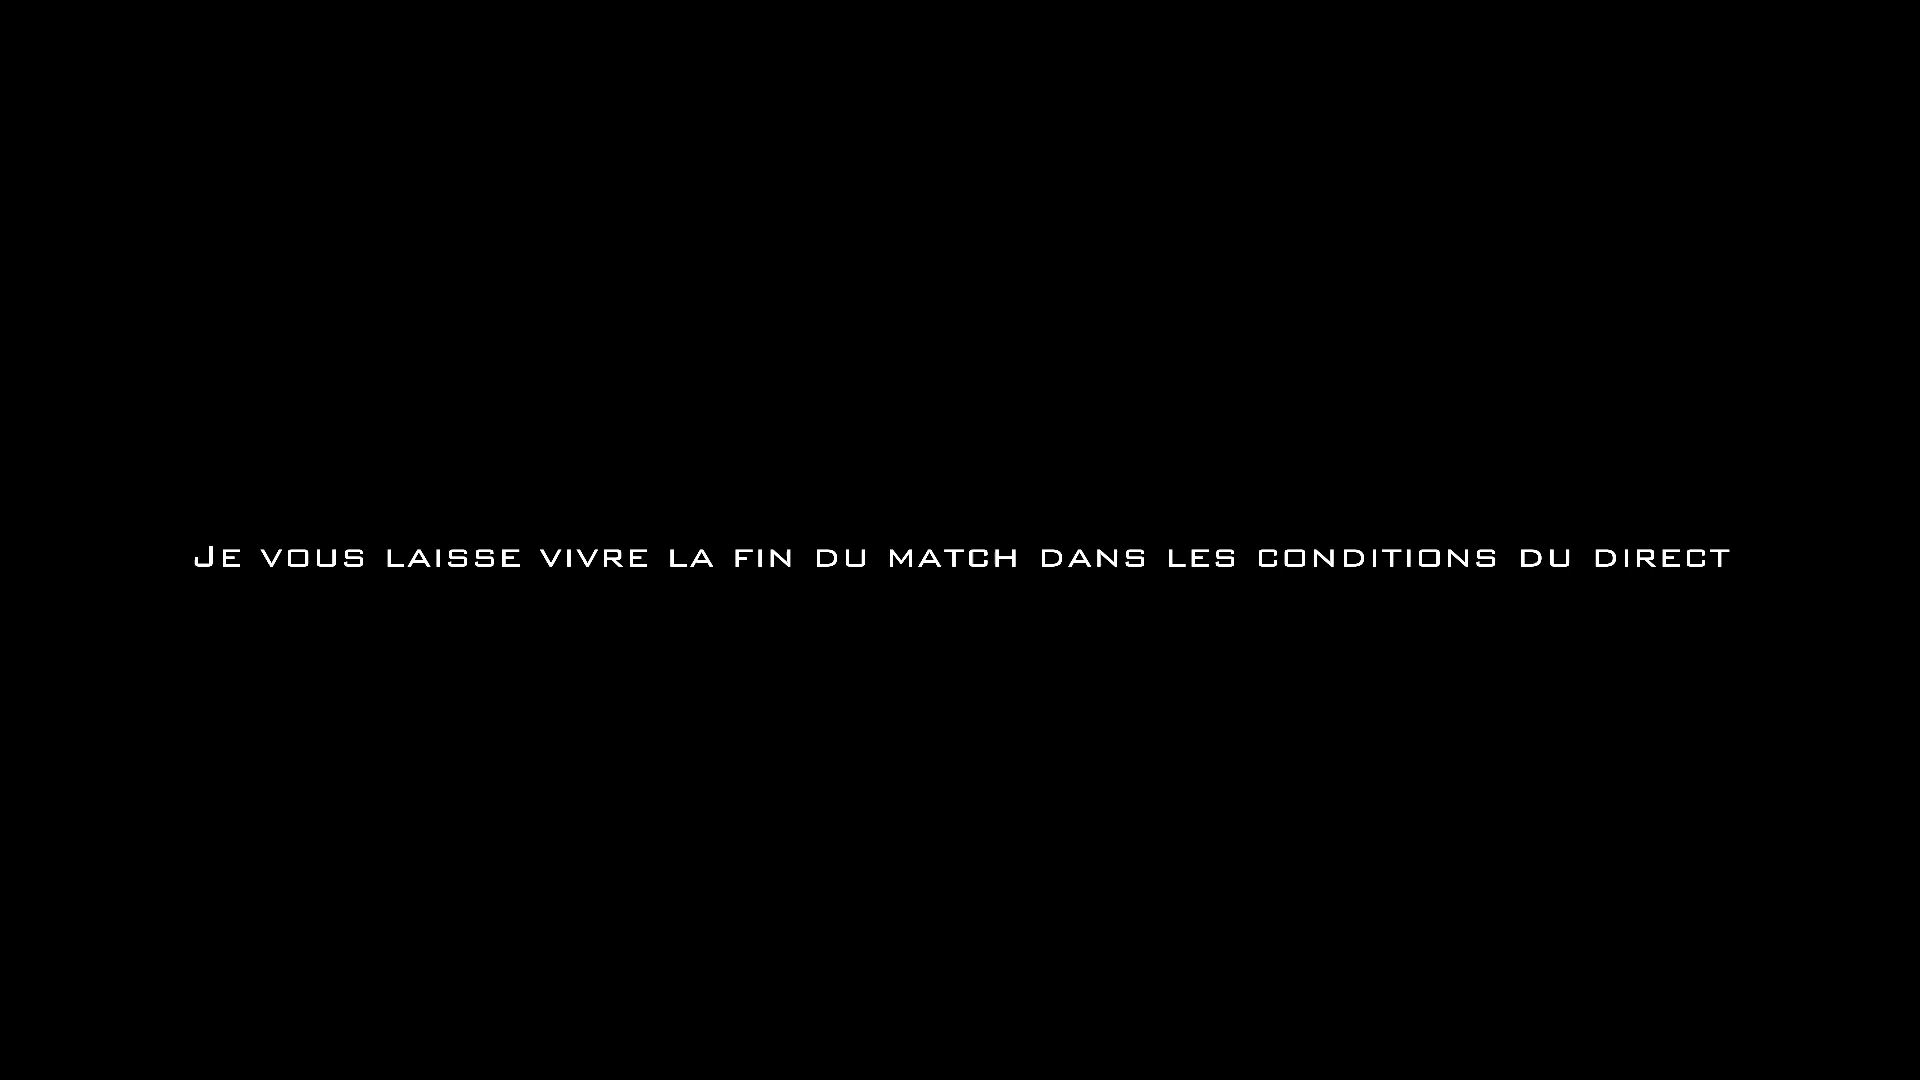 Je vous laisse vivre la fin du match dans les conditions du direct